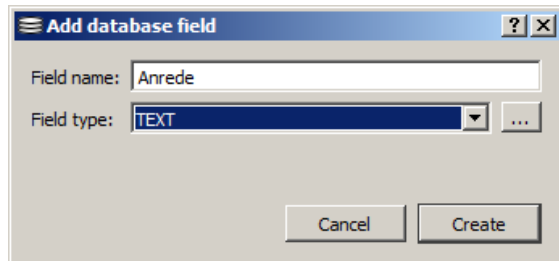 Add database field
Field name: Anrede
Field type: TEXT ...
Cancel Create